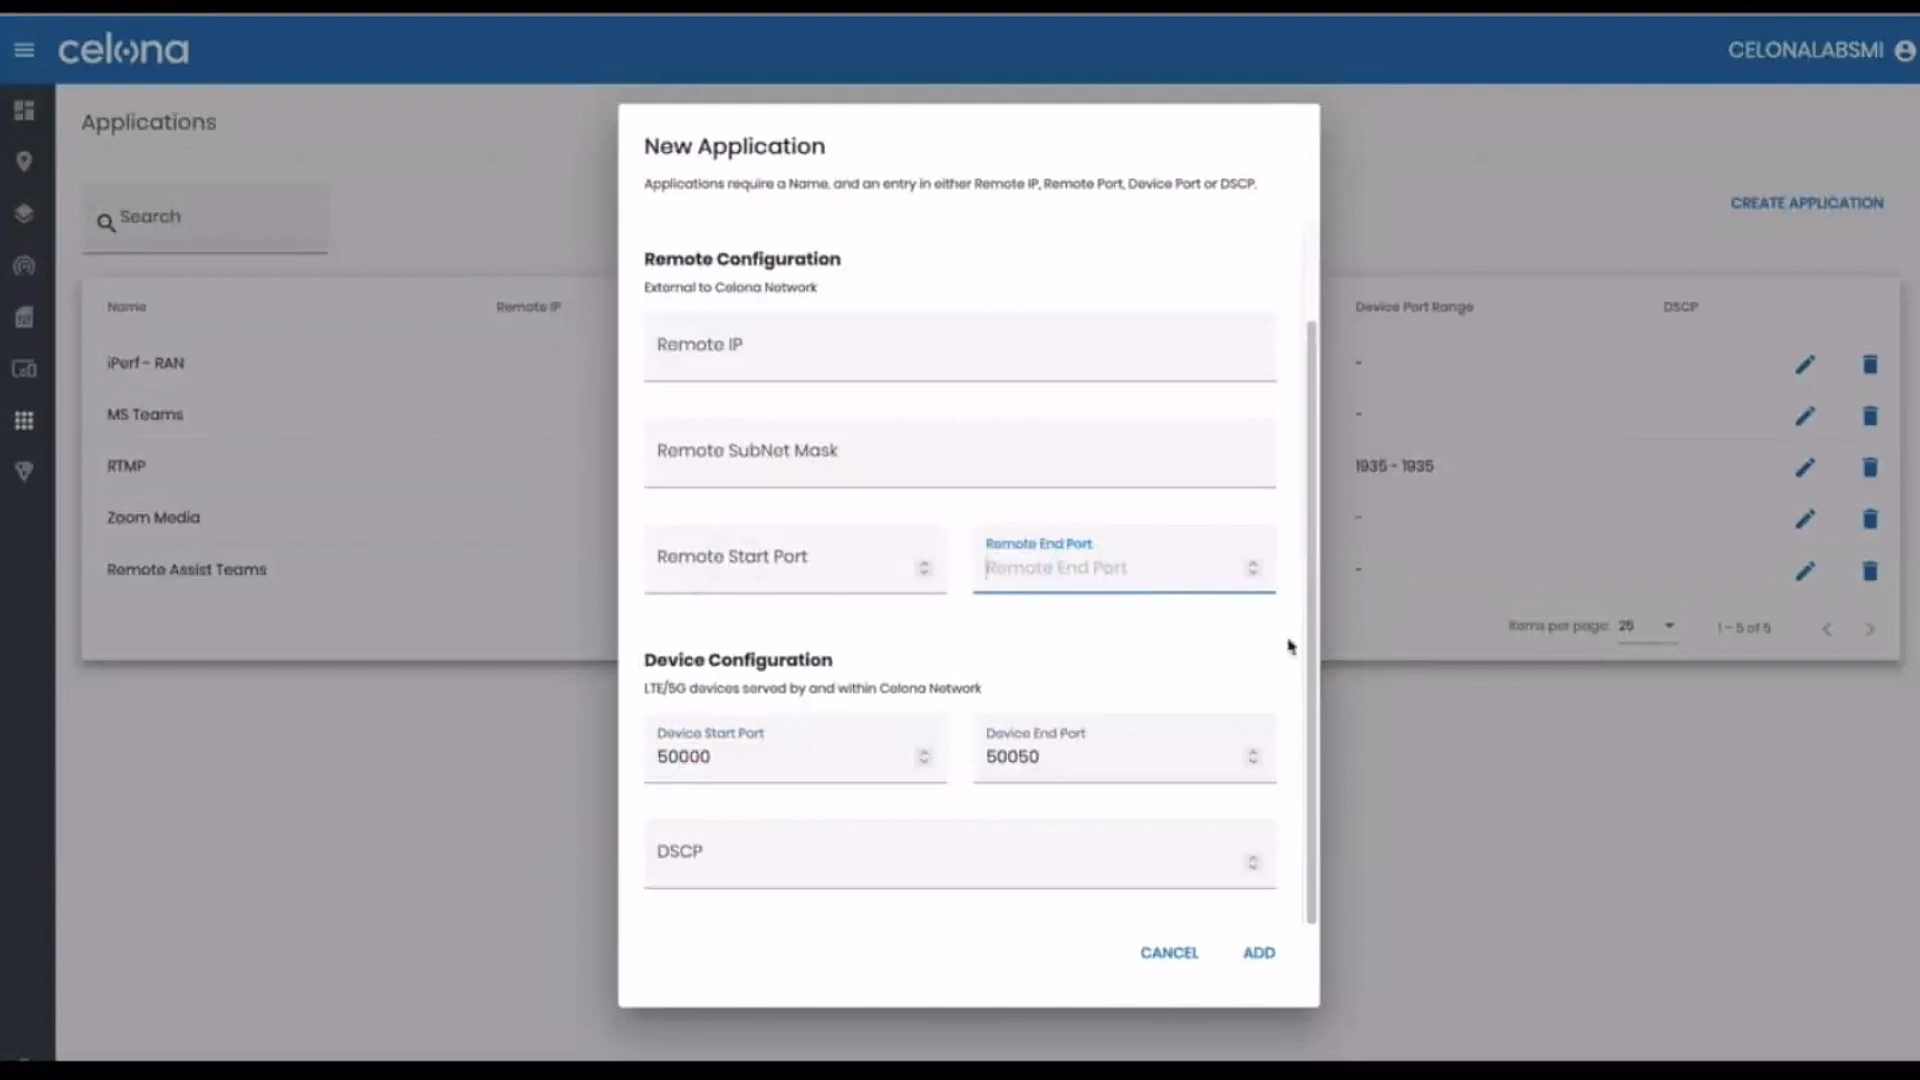 celona
CELONALABSMI
Applications
Search
CREATE APPLICATION
Name
Remote IP
Device Port Range
DSCP
iPerf - RAN
-
MS Teams
-
RTMP
1935 - 1935
Zoom Media
-
Remote Assist Teams
-
Items per page: 25
1 - 5 of 5
New Application
Applications require a Name, and an entry in either Remote IP, Remote Port, Device Port or DSCP.
Remote Configuration
External to Celona Network
Remote IP
Remote SubNet Mask
Remote Start Port
Remote End Port
Remote End Port
Device Configuration
LTE/5G devices served by and within Celona Network
Device Start Port
50000
Device End Port
50050
DSCP
CANCEL
ADD